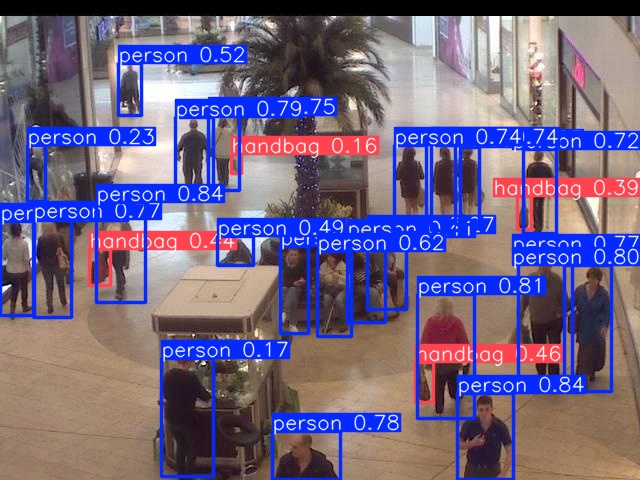 person 0.52
person 0.79
.75
person 0.23
handbag 0.16
person 0.74
0.74
0.72
person 0.84
handbag 0.39
person 0.77
handbag 0.44
person 0.49
person 0.62
0.77
person 0.80
person 0.81
person 0.17
handbag 0.46
person 0.84
person 0.78